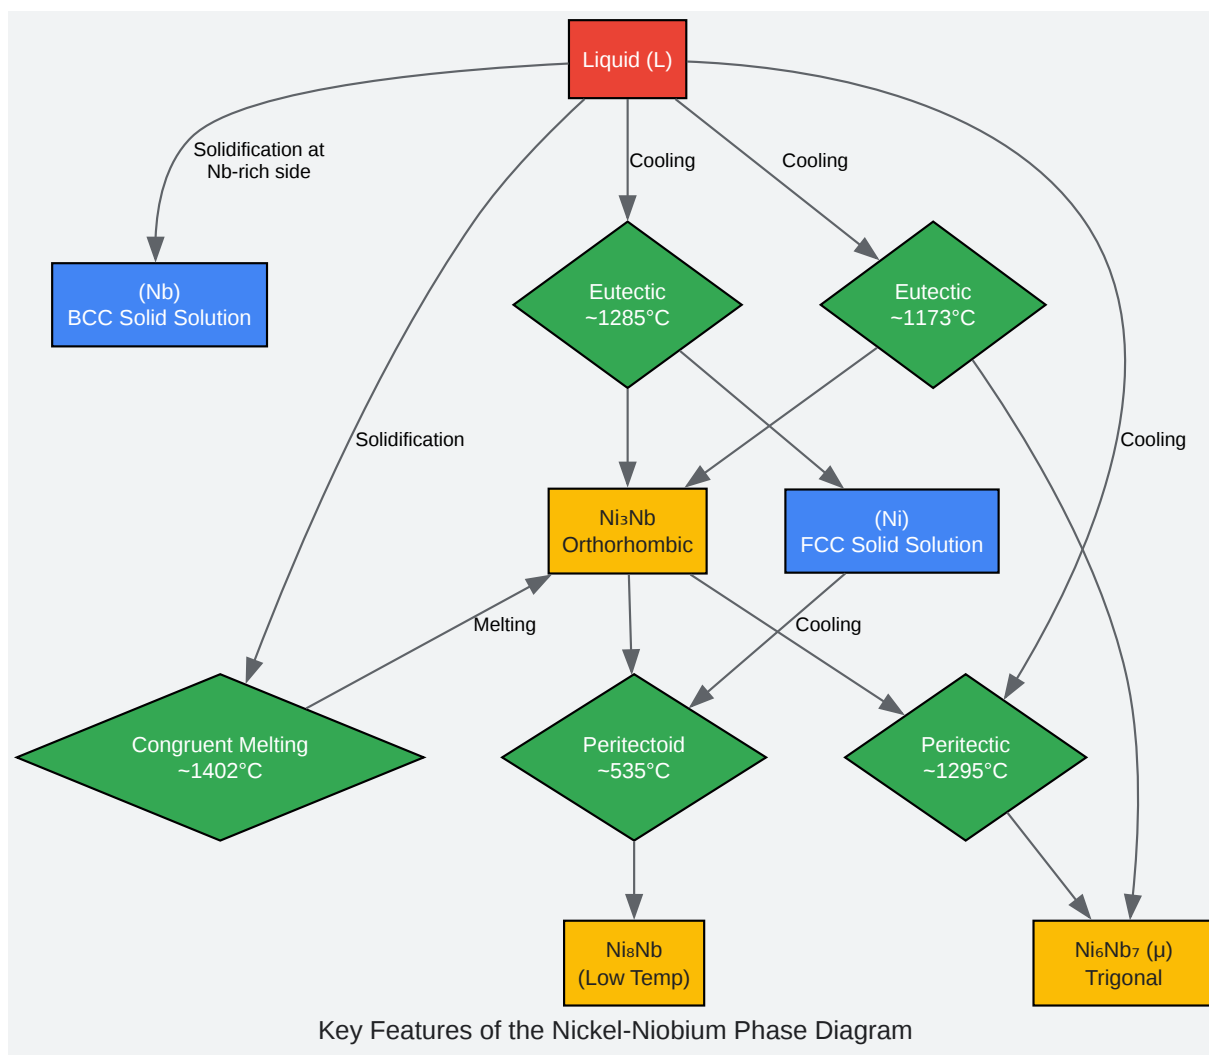 Liquid (L)
Solidification at
Nb-rich side
Cooling
Cooling
(Nb)
BCC Solid Solution
Eutectic
~1285°C
Eutectic
~1173°C
Solidification
Cooling
Ni₃Nb
Orthorhombic
(Ni)
FCC Solid Solution
Melting
Cooling
Congruent Melting
~1402°C
Peritectoid
~535°C
Peritectic
~1295°C
Ni₈Nb
(Low Temp)
Ni₆Nb₇ (μ)
Trigonal
Key Features of the Nickel-Niobium Phase Diagram